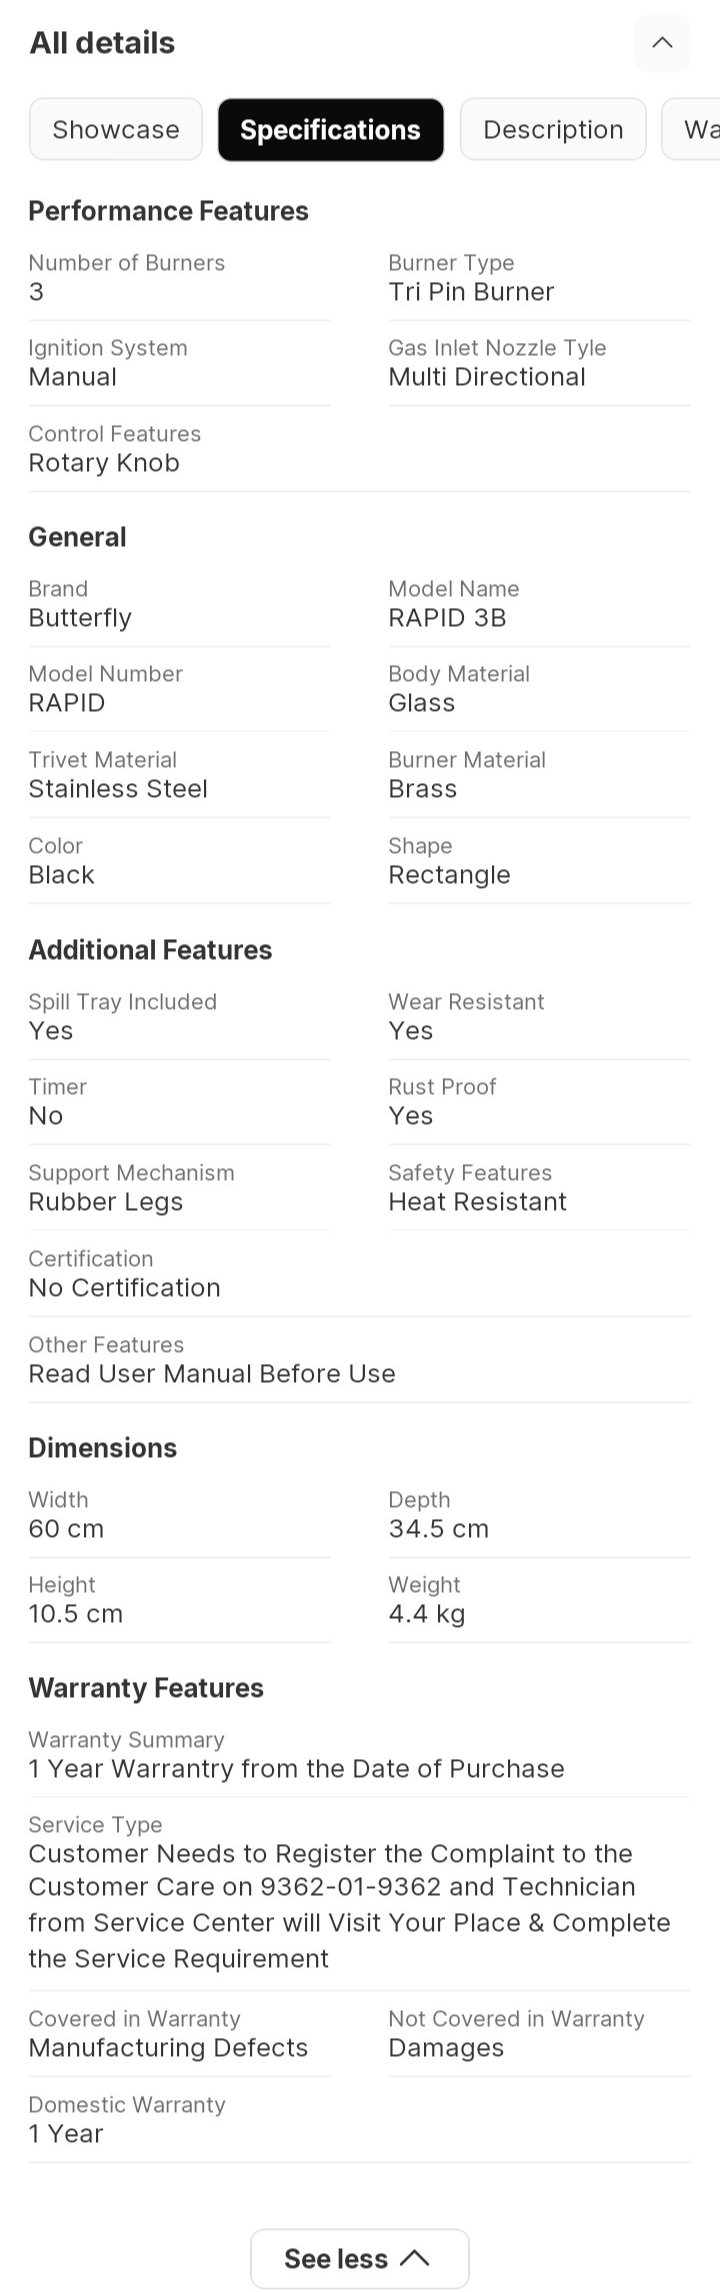 All details
Showcase
Specifications
Description
Wa
Performance Features
Number of Burners
3
Burner Type
Tri Pin Burner
Ignition System
Manual
Gas Inlet Nozzle Tyle
Multi Directional
Control Features
Rotary Knob
General
Brand
Butterfly
Model Name
RAPID 3B
Model Number
RAPID
Body Material
Glass
Trivet Material
Stainless Steel
Burner Material
Brass
Color
Black
Shape
Rectangle
Additional Features
Spill Tray Included
Yes
Wear Resistant
Yes
Timer
No
Rust Proof
Yes
Support Mechanism
Rubber Legs
Safety Features
Heat Resistant
Certification
No Certification
Other Features
Read User Manual Before Use
Dimensions
Width
60 cm
Depth
34.5 cm
Height
10.5 cm
Weight
4.4 kg
Warranty Features
Warranty Summary
1 Year Warrantry from the Date of Purchase
Service Type
Customer Needs to Register the Complaint to the
Customer Care on 9362-01-9362 and Technician
from Service Center will Visit Your Place & Complete
the Service Requirement
Covered in Warranty
Manufacturing Defects
Not Covered in Warranty
Damages
Domestic Warranty
1 Year
See less